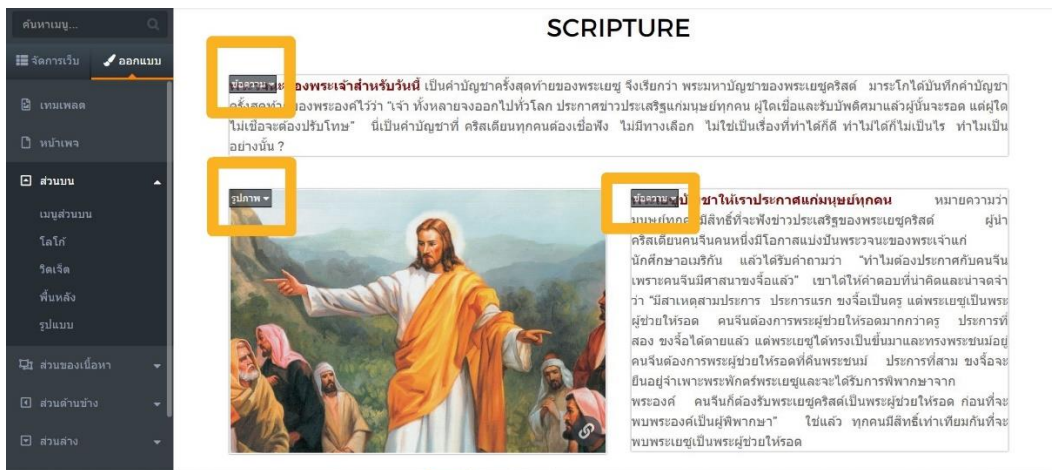 ค้นหาเมนู...
จัดการเว็บ
ออกแบบ
เทมเพลต
หน้าเพจ
ส่วนบน
เมนูส่วนบน
โลโก้
วิดเจ็ต
พื้นหลัง
รูปแบบ
ส่วนของเนื้อหา
ส่วนด้านข้าง
ส่วนล่าง
SCRIPTURE
ข้อความ
องพระเจ้าสำหรับวันนี้ เป็นคำบัญชาครั้งสุดท้ายของพระเยซู จึงเรียกว่า พระมหาบัญชาของพระเยซูคริสต์ มาระโกได้บันทึกคำบัญชา
ครั้งสุดท้ายของพระองค์ไว้ว่า "เจ้า ทั้งหลายจงออกไปทั่วโลก ประกาศข่าวประเสริฐแก่มนุษย์ทุกคน ผู้ใดเชื่อและรับบัพติศมาแล้วผู้นั้นจะรอด แต่ผู้ใด
ไม่เชื่อจะต้องปรับโทษ" นี่เป็นคำบัญชาที่ คริสเตียนทุกคนต้องเชื่อฟัง ไม่มีทางเลือก ไม่ใช่เป็นเรื่องที่ทำได้ก็ดี ทำไม่ได้ก็ไม่เป็นไร ทำไมเป็น
อย่างนั้น ?
รูปภาพ
ข้อความ
ชาให้เราประกาศแก่มนุษย์ทุกคน หมายความว่า
มนุษย์ทุกคนมีสิทธิ์ที่จะฟังข่าวประเสริฐของพระเยซูคริสต์ ผู้นำ
คริสเตียนคนจีนคนหนึ่งมีโอกาสแบ่งปันพระวจนะของพระเจ้าแก่
นักศึกษาอเมริกัน แล้วได้รับคำถามว่า "ทำไมต้องประกาศกับคนจีน
เพราะคนจีนมีศาสนาขงจื๊อแล้ว" เขาได้ให้คำตอบที่น่าคิดและน่าจดจำ
ว่า "มีสาเหตุสามประการ ประการแรก ขงจื๊อเป็นครู แต่พระเยซูเป็นพระ
ผู้ช่วยให้รอด คนจีนต้องการพระผู้ช่วยให้รอดมากกว่าครู ประการที่
สอง ขงจื๊อได้ตายแล้ว แต่พระเยซูได้ทรงเป็นขึ้นมาและทรงพระชนม์อยู่
คนจีนต้องการพระผู้ช่วยให้รอดที่คืนพระชนม์ ประการที่สาม ขงจื๊อจะ
ยืนอยู่จำเพาะพระพักตร์พระเยซูและจะได้รับการพิพากษาจาก
พระองค์ คนจีนก็ต้องรับพระเยซูคริสต์เป็นพระผู้ช่วยให้รอด ก่อนที่จะ
พบพระองค์เป็นผู้พิพากษา" ใช่แล้ว ทุกคนมีสิทธิ์เท่าเทียมกันที่จะ
พบพระเยซูเป็นพระผู้ช่วยให้รอด